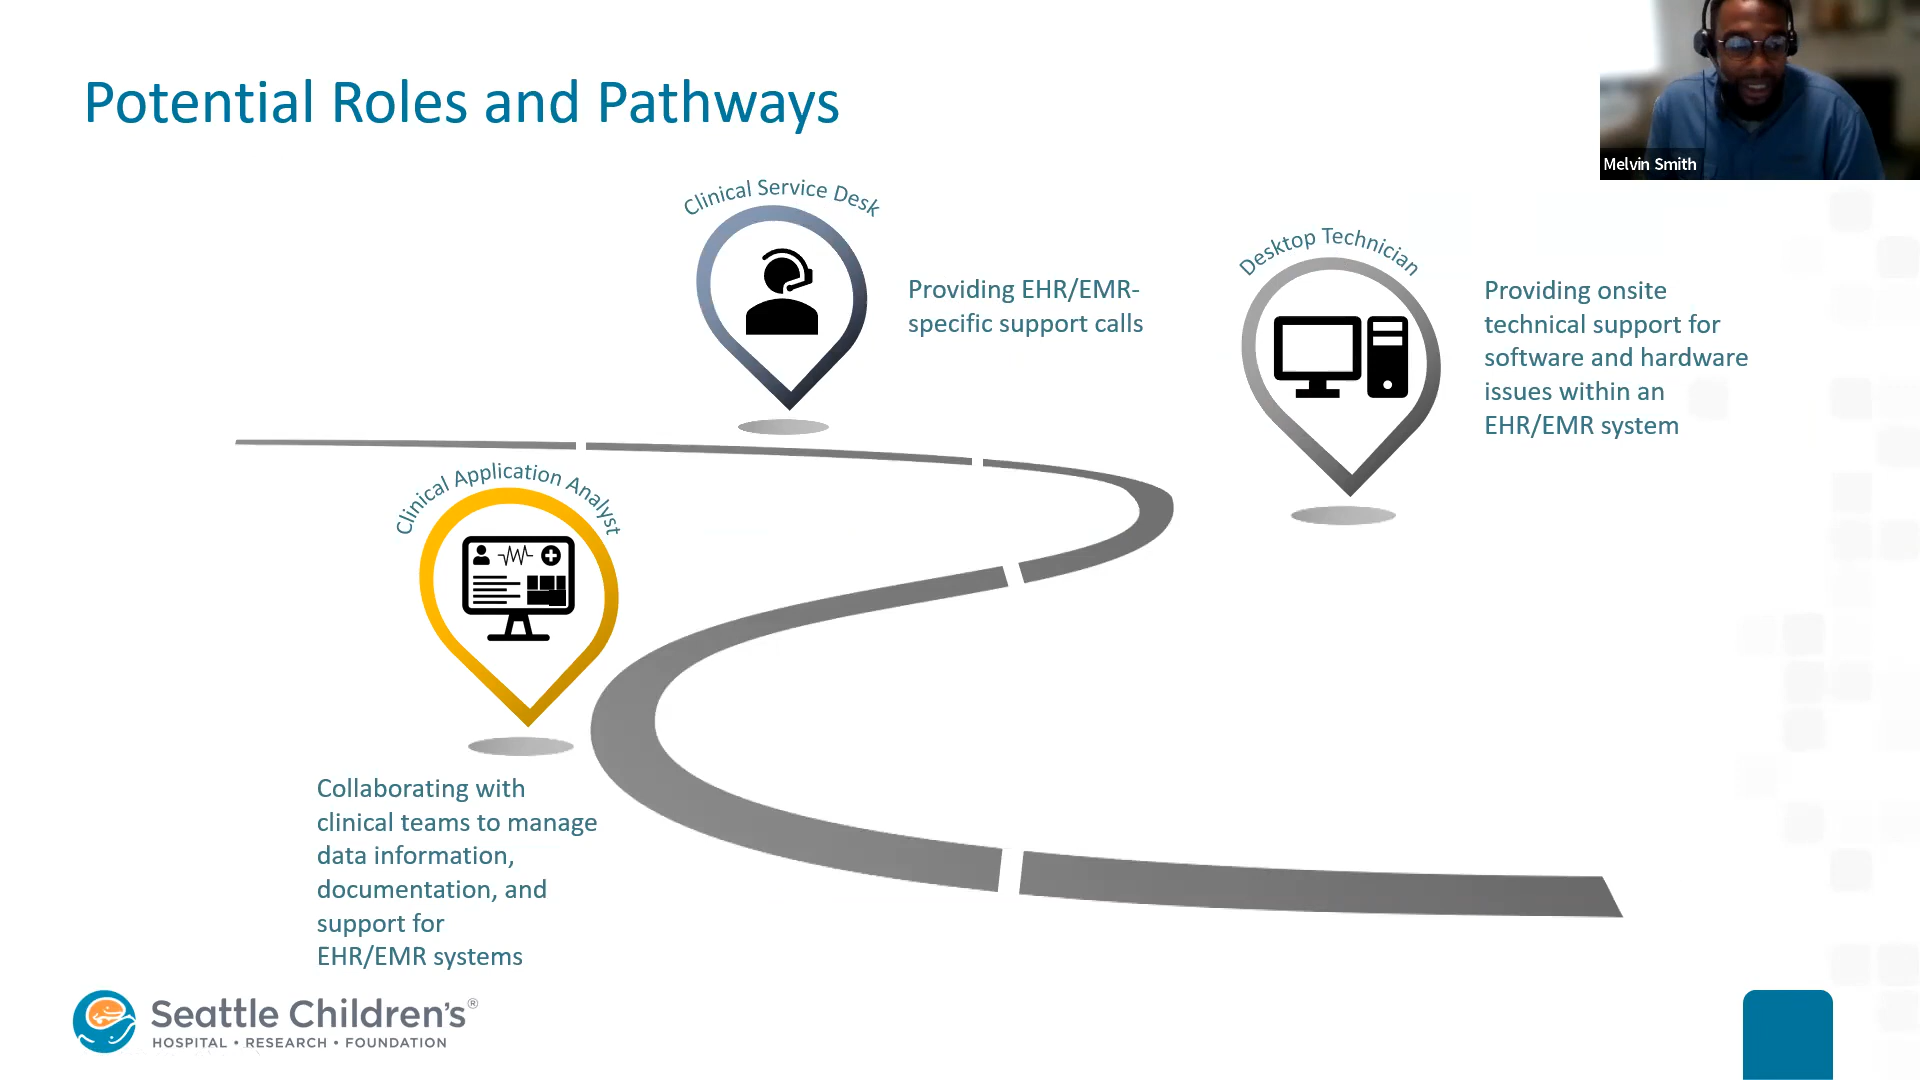 Potential Roles and Pathways
Melvin Smith
Clinical Service Desk
Providing EHR/EMR-
specific support calls
Desktop Technician
Providing onsite
technical support for
software and hardware
issues within an
EHR/EMR system
Clinical Application Analyst
Collaborating with
clinical teams to manage
data information,
documentation, and
support for
EHR/EMR systems
Seattle Children's®
HOSPITAL • RESEARCH • FOUNDATION